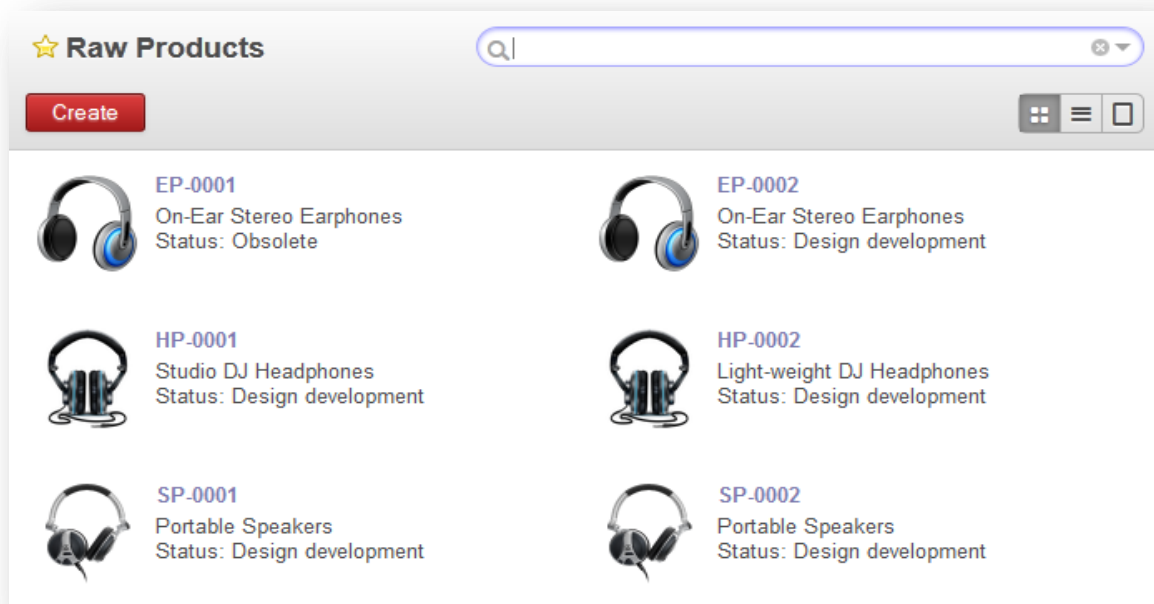 Raw Products
Create
EP-0001
On-Ear Stereo Earphones
Status: Obsolete
EP-0002
On-Ear Stereo Earphones
Status: Design development
HP-0001
Studio DJ Headphones
Status: Design development
HP-0002
Light-weight DJ Headphones
Status: Design development
SP-0001
Portable Speakers
Status: Design development
SP-0002
Portable Speakers
Status: Design development